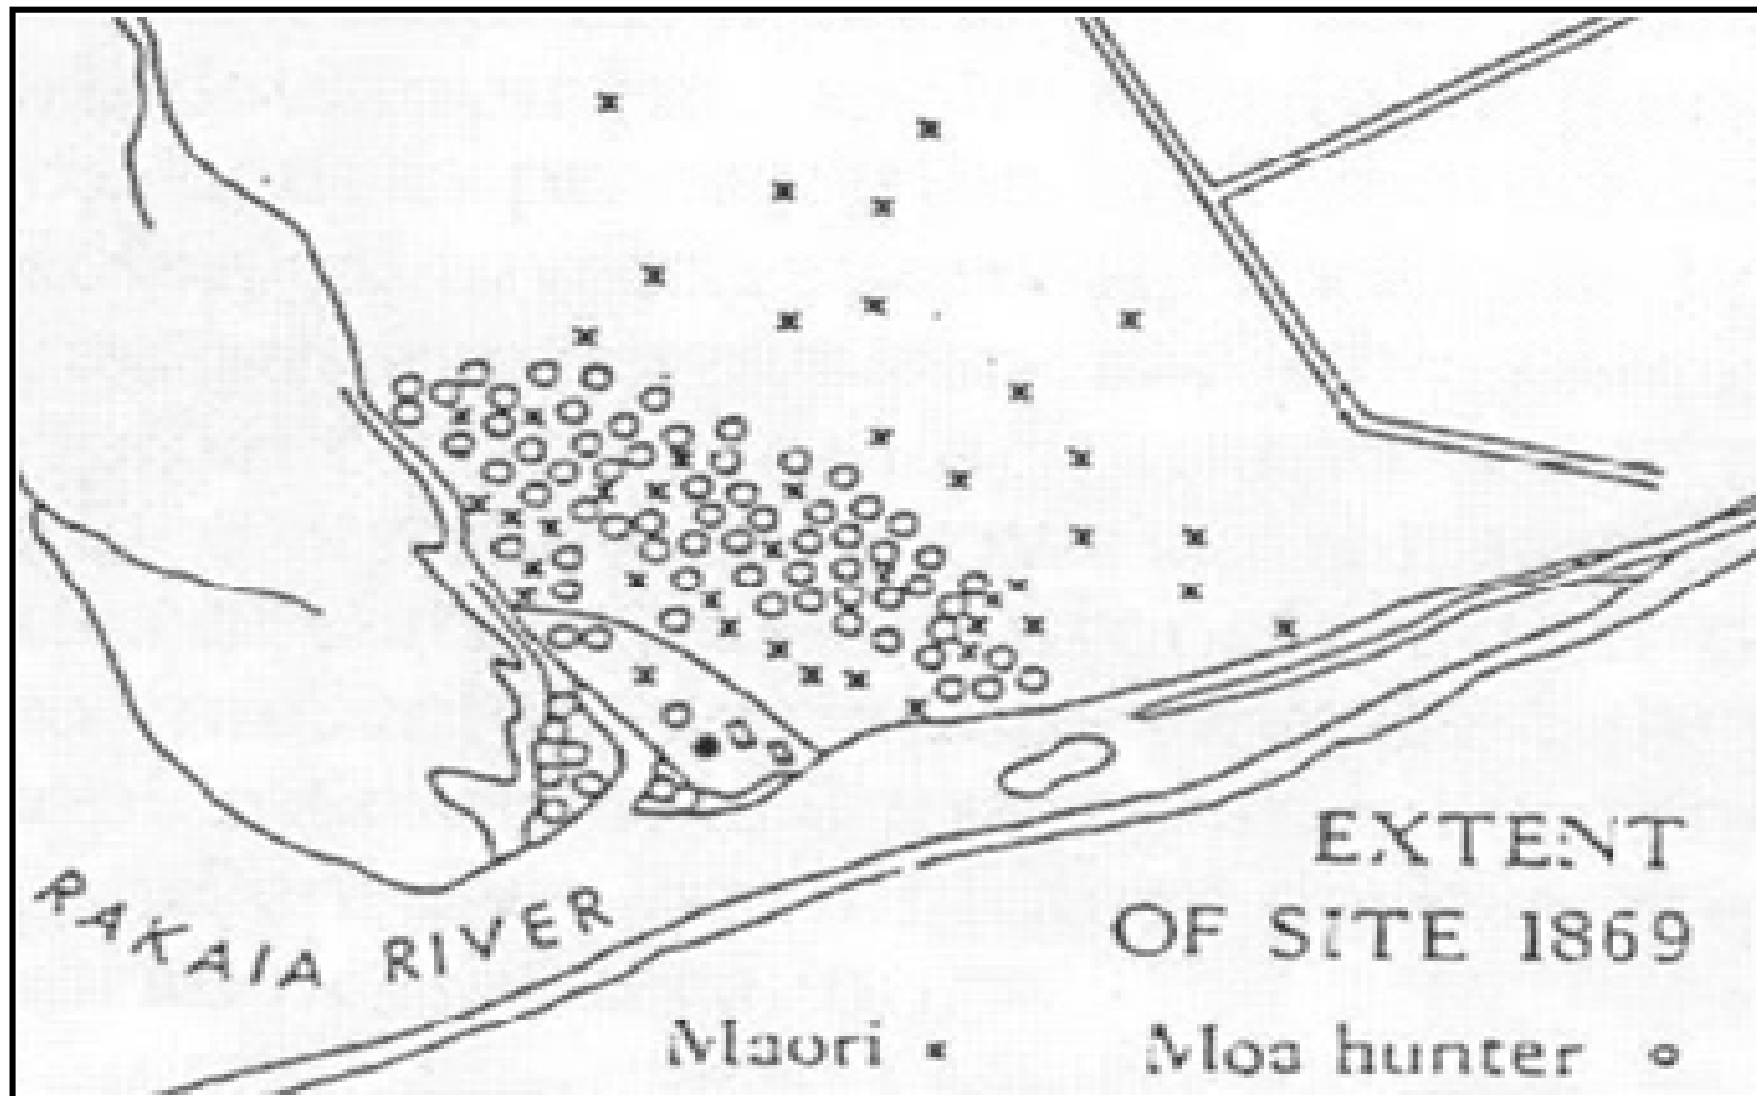 RAKAIA RIVER
EXTENT
OF SITE 1869
Maori x
Moa hunter o